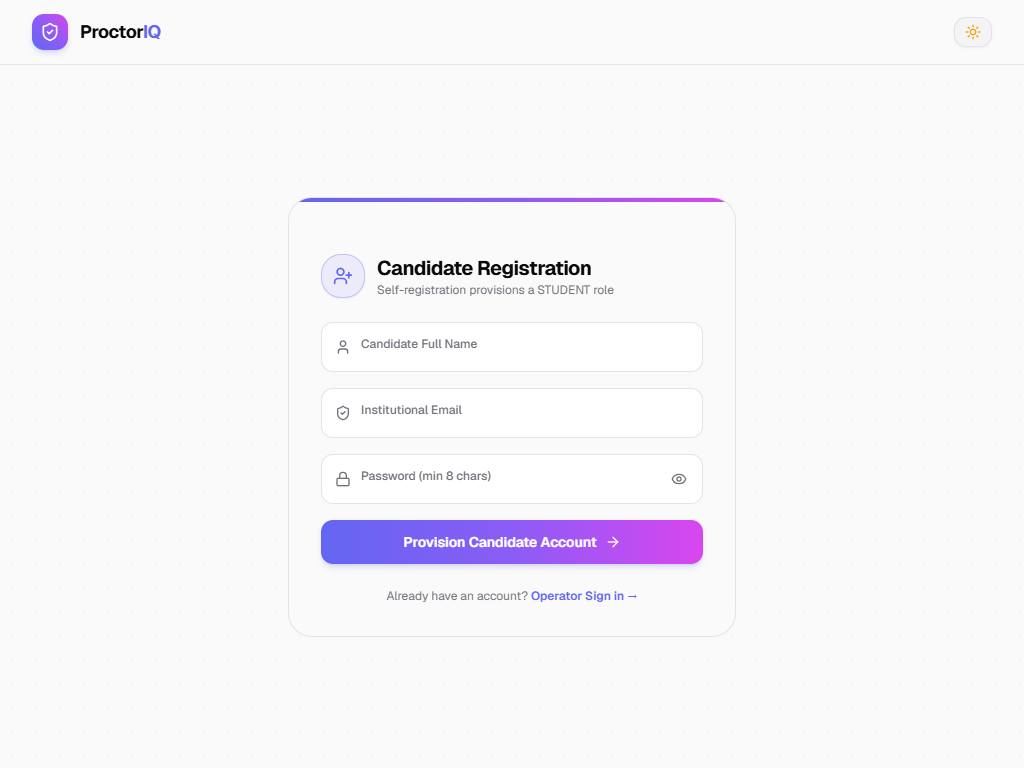 ProctorIQ
Candidate Registration
Self-registration provisions a STUDENT role
Candidate Full Name
Institutional Email
Password (min 8 chars)
Provision Candidate Account →
Already have an account? Operator Sign in →